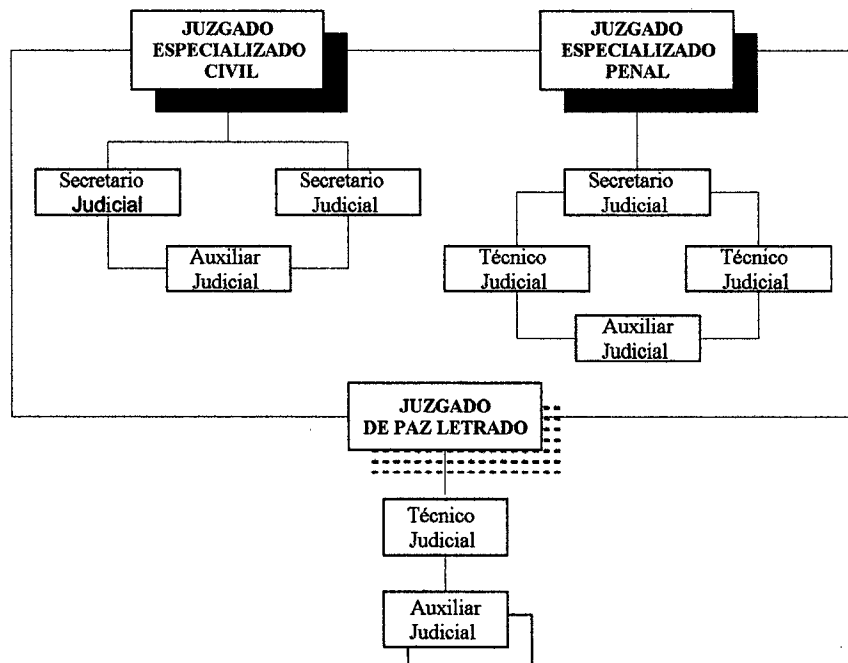 JUZGADO
ESPECIALIZADO
CIVIL
JUZGADO
ESPECIALIZADO
PENAL
Secretario
Judicial
Secretario
Judicial
Auxiliar
Judicial
Secretario
Judicial
Técnico
Judicial
Técnico
Judicial
Auxiliar
Judicial
JUZGADO
DE PAZ LETRADO
Técnico
Judicial
Auxiliar
Judicial